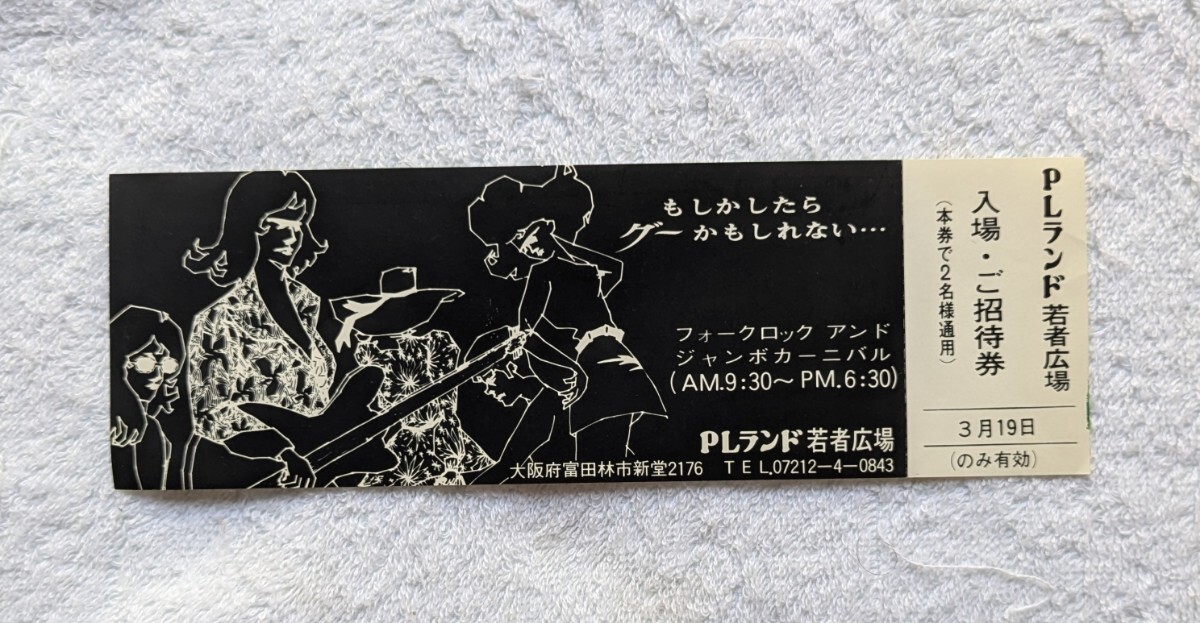 もしかしたら
グーかもしれない…
フォークロック アンド
ジャンボカーニバル
(AM.9:30〜PM.6:30)
PLランド 若者広場
大阪府富田林市新堂2176 TEL.07212-4-0843
PLランド 若者広場
入場・ご招待券
(本券で2名様通用)
3月19日
(のみ有効)